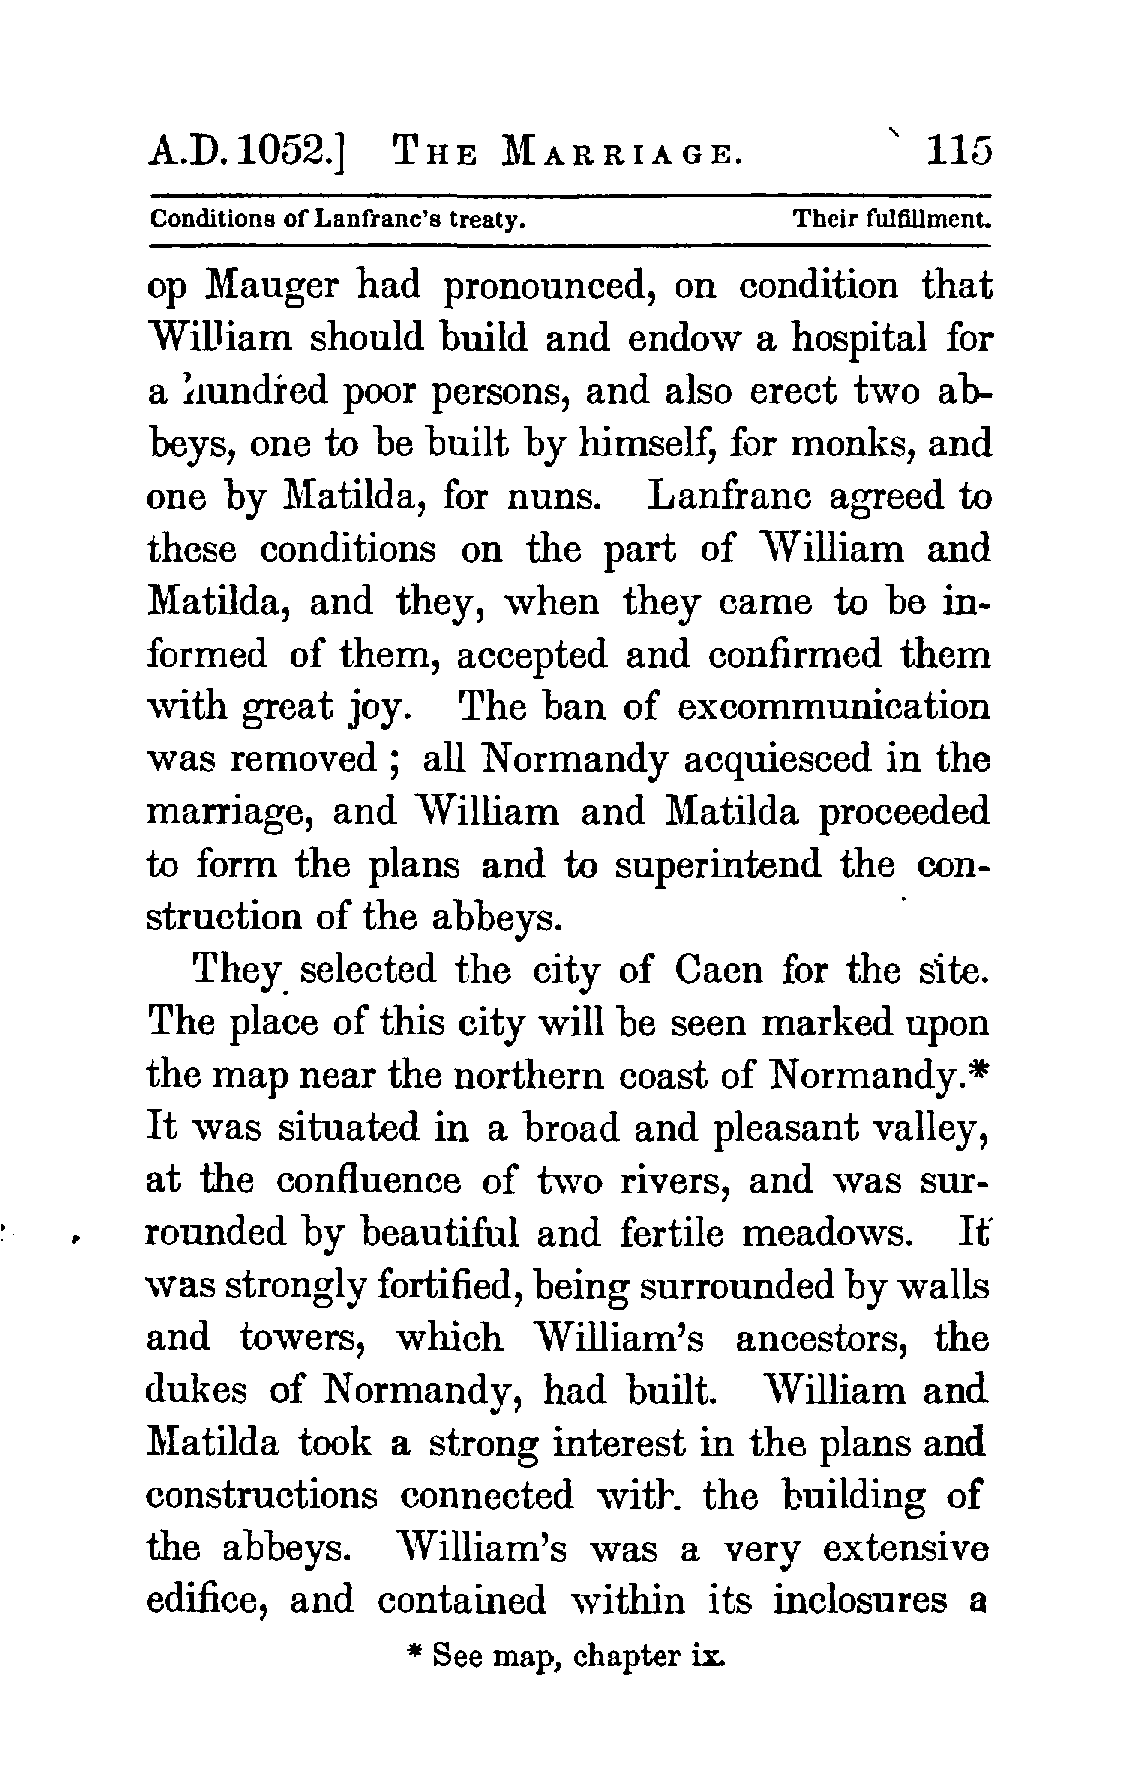 A.D. 1052.] THE MARRIAGE. 115
Conditions of Lanfranc's treaty. Their fulfillment.
op Mauger had pronounced, on condition that
William should build and endow a hospital for
a hundred poor persons, and also erect two ab-
beys, one to be built by himself, for monks, and
one by Matilda, for nuns. Lanfranc agreed to
these conditions on the part of William and
Matilda, and they, when they came to be in-
formed of them, accepted and confirmed them
with great joy. The ban of excommunication
was removed; all Normandy acquiesced in the
marriage, and William and Matilda proceeded
to form the plans and to superintend the con-
struction of the abbeys.
They selected the city of Caen for the site.
The place of this city will be seen marked upon
the map near the northern coast of Normandy.*
It was situated in a broad and pleasant valley,
at the confluence of two rivers, and was sur-
rounded by beautiful and fertile meadows. It
was strongly fortified, being surrounded by walls
and towers, which William's ancestors, the
dukes of Normandy, had built. William and
Matilda took a strong interest in the plans and
constructions connected with the building of
the abbeys. William's was a very extensive
edifice, and contained within its inclosures a
* See map, chapter ix.